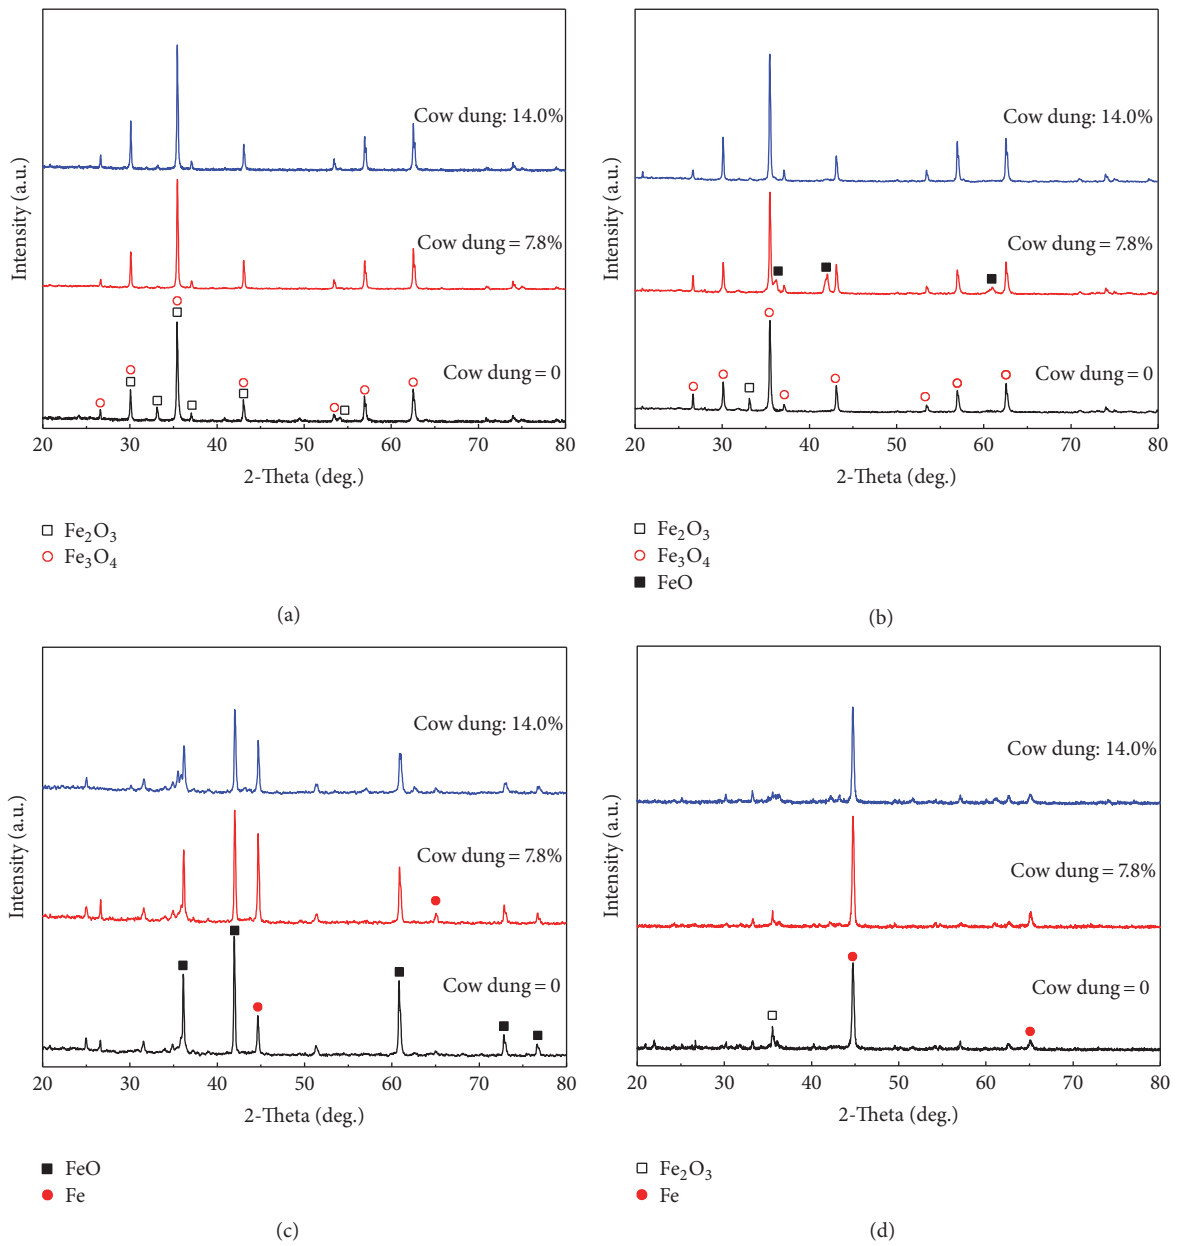 Intensity (a.u.)
Cow dung: 14.0%
Cow dung = 7.8%
Cow dung = 0
20 30 40 50 60 70 80
2-Theta (deg.)
Fe₂O₃
Fe₃O₄
(a)
Intensity (a.u.)
Cow dung: 14.0%
Cow dung = 7.8%
Cow dung = 0
20 30 40 50 60 70 80
2-Theta (deg.)
Fe₂O₃
Fe₃O₄
FeO
(b)
Intensity (a.u.)
Cow dung: 14.0%
Cow dung = 7.8%
Cow dung = 0
20 30 40 50 60 70 80
2-Theta (deg.)
FeO
Fe
(c)
Intensity (a.u.)
Cow dung: 14.0%
Cow dung = 7.8%
Cow dung = 0
20 30 40 50 60 70 80
2-Theta (deg.)
Fe₂O₃
Fe
(d)